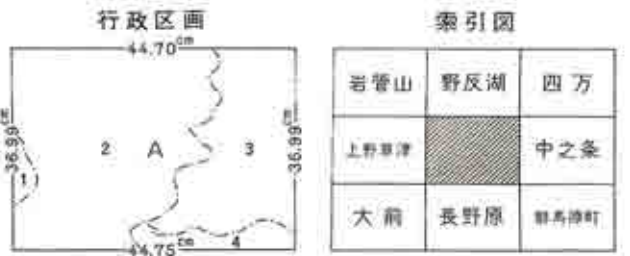 行政区画
44.70cm
36.99cm
1
2
A
3
36.99cm
4
44.75cm
索引図
岩菅山 野反湖 四万
上野草津 中之条
大前 長野原 群馬原町